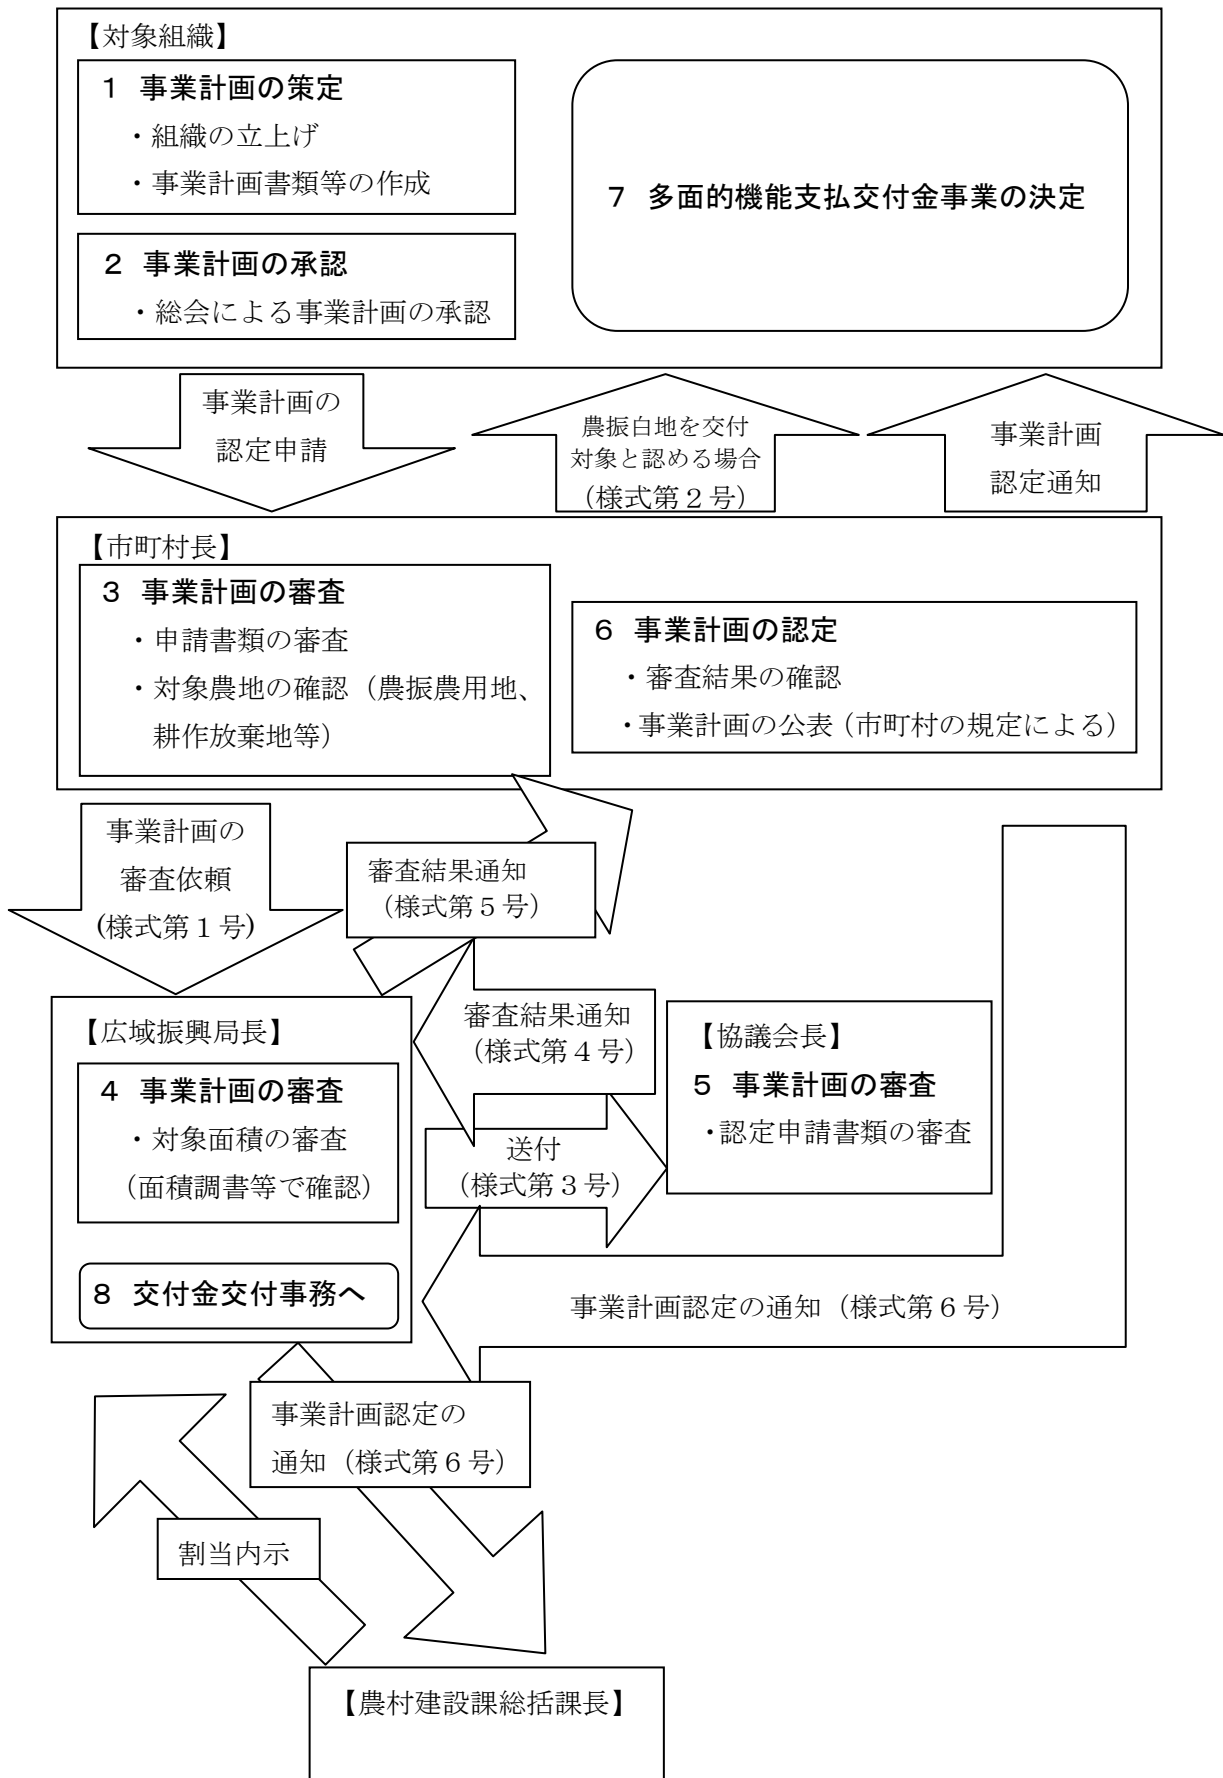 【対象組織】
１ 事業計画の策定
・組織の立上げ
・事業計画書類等の作成
２ 事業計画の承認
・総会による事業計画の承認
７ 多面的機能支払交付金事業の決定
事業計画の
認定申請
農振白地を交付
対象と認める場合
（様式第２号）
事業計画
認定通知
【市町村長】
３ 事業計画の審査
・申請書類の審査
・対象農地の確認（農振農用地、
耕作放棄地等）
６ 事業計画の認定
・審査結果の確認
・事業計画の公表（市町村の規定による）
事業計画の
審査依頼
(様式第１号)
審査結果通知
（様式第５号）
審査結果通知
（様式第４号）
【広域振興局長】
４ 事業計画の審査
・対象面積の審査
（面積調書等で確認）
８ 交付金交付事務へ
送付
（様式第３号）
【協議会長】
５ 事業計画の審査
・認定申請書類の審査
事業計画認定の通知（様式第６号）
事業計画認定の
通知（様式第６号）
割当内示
【農村建設課総括課長】